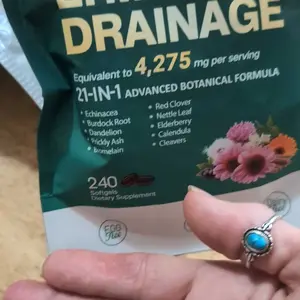 DRAINAGE
Equivalent to 4,275 mg per serving
21-IN-1 ADVANCED BOTANICAL FORMULA
• Echinacea
• Burdock Root
• Dandelion
Prickly Ash
Bromelain
• Red Clover
• Nettle Leaf
• Elderberry
• Calendula
• Cleavers
240
Softgels
Dietary Supplement